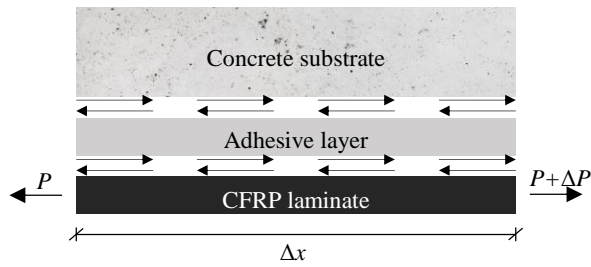 Concrete substrate
Adhesive layer
P
P+ΔP
CFRP laminate
Δx